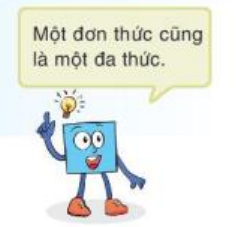 Một đơn thức cũng
là một đa thức.